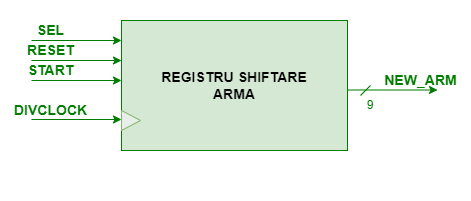 SEL
RESET
START
DIVCLOCK
REGISTRU SHIFTARE
ARMA
NEW_ARM
9